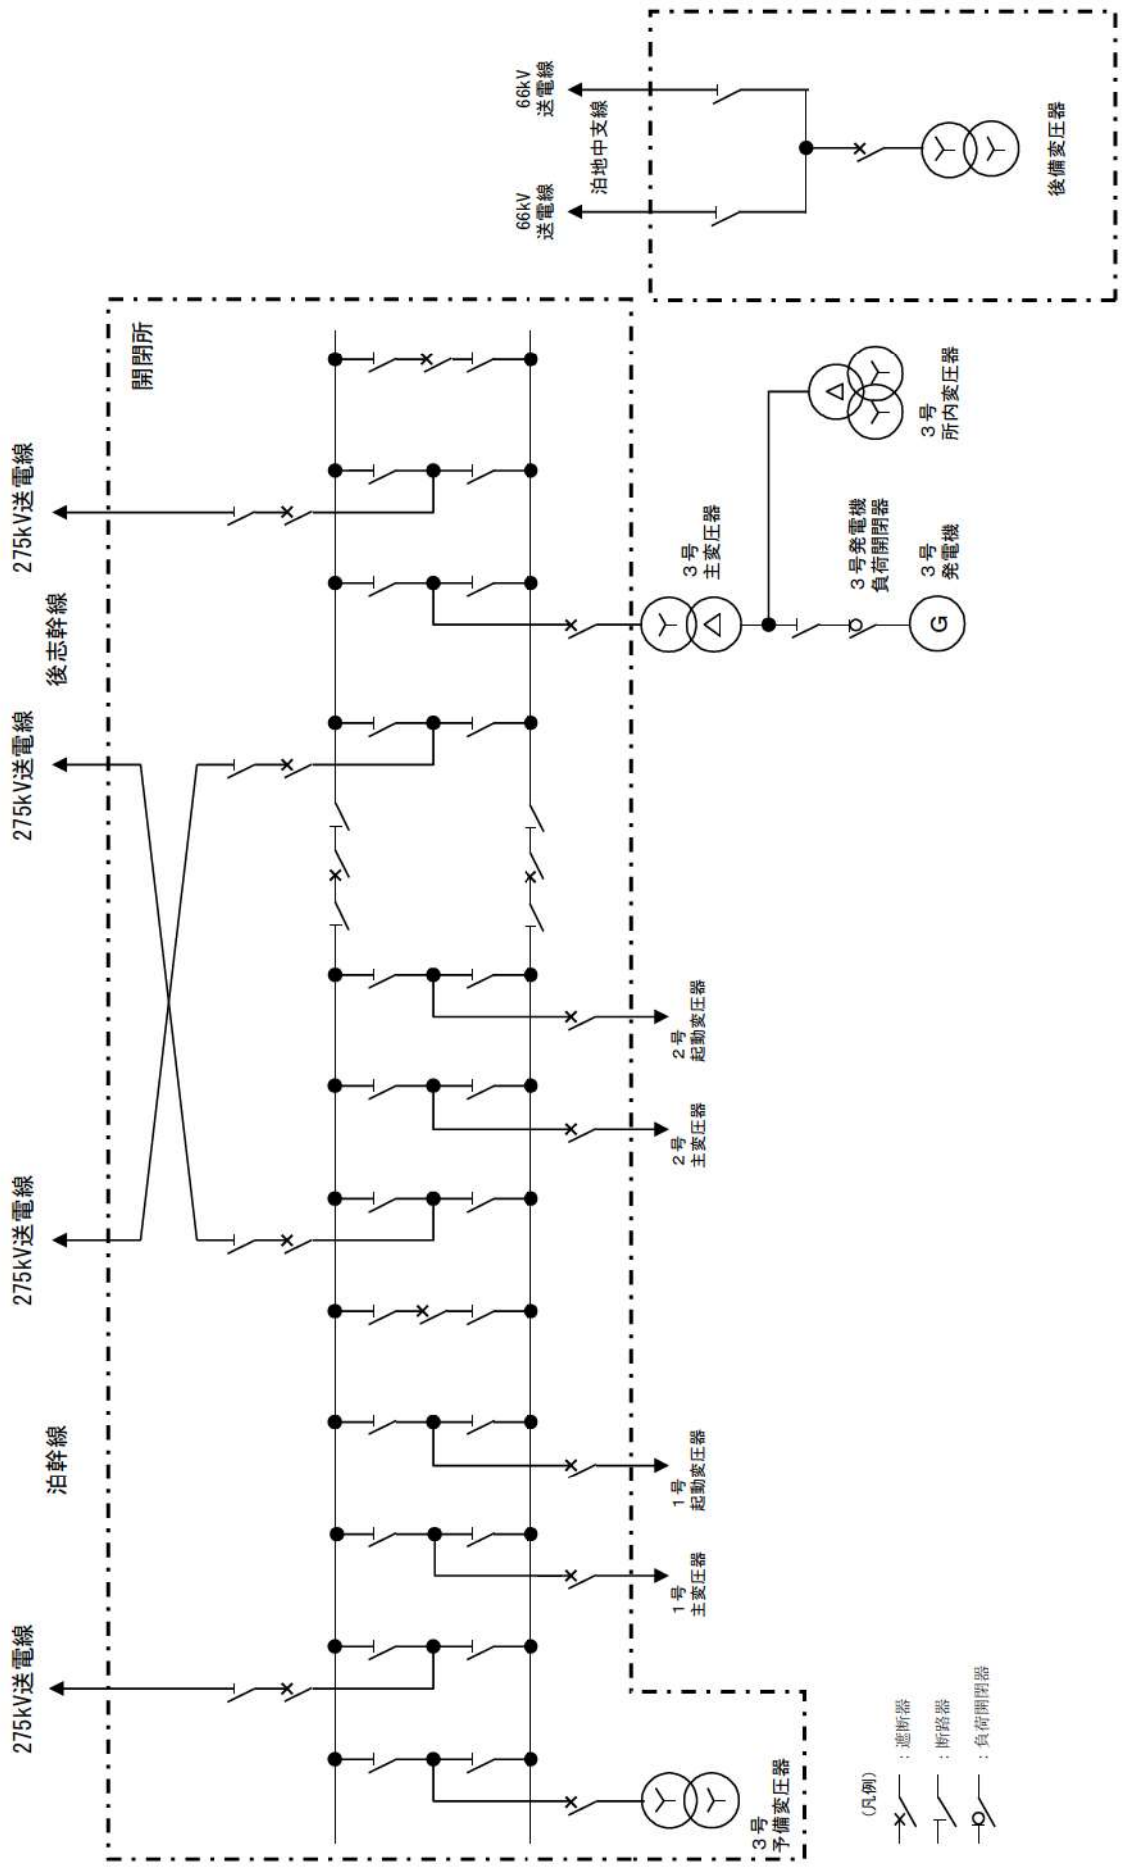 275kV送電線
泊幹線
275kV送電線
275kV送電線
後志幹線
275kV送電線
開閉所
66kV
送電線
泊地中支線
66kV
送電線
3号
予備変圧器
1号
主変圧器
1号
起動変圧器
2号
主変圧器
2号
起動変圧器
3号
主変圧器
3号発電機
負荷開閉器
G
3号
発電機
3号
所内変圧器
後備変圧器
(凡例)
:遮断器
:断路器
:負荷開閉器